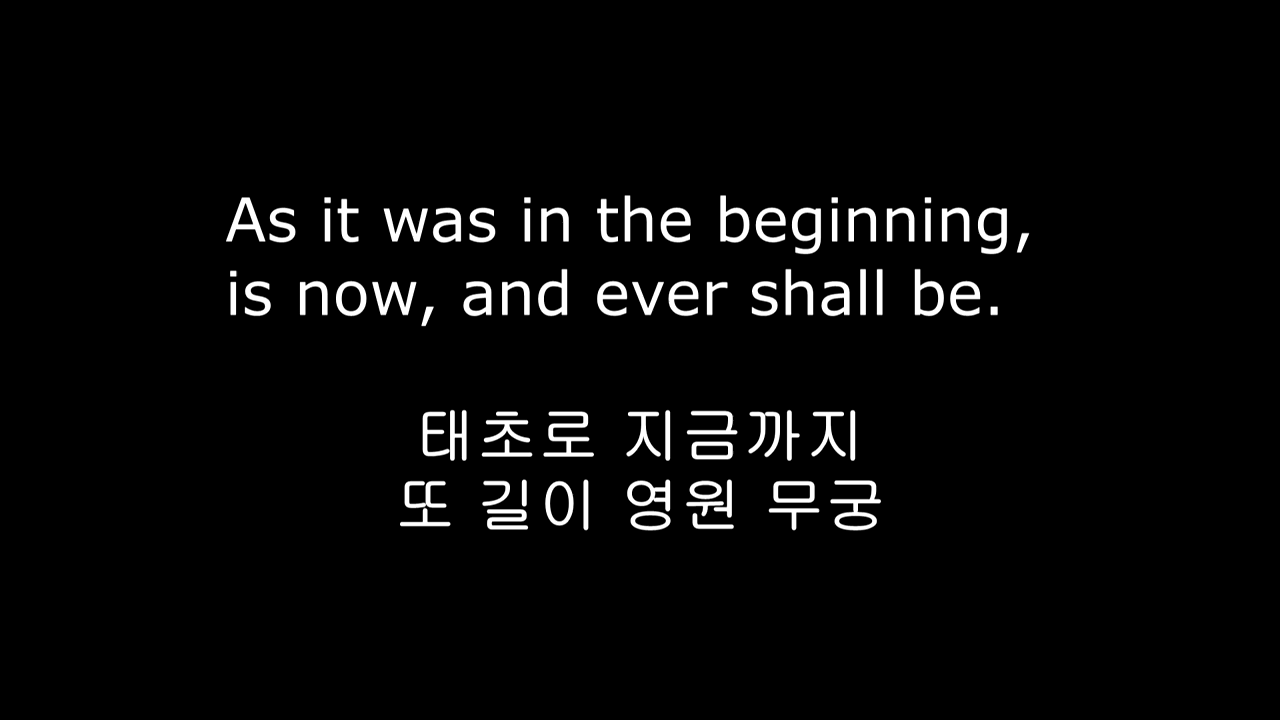 As it was in the beginning,
is now, and ever shall be.
태초로 지금까지
또 길이 영원 무궁